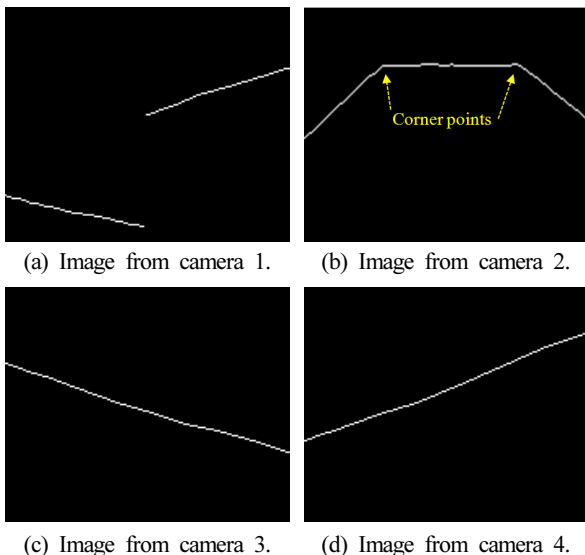 Corner points
(a) Image from camera 1.
(b) Image from camera 2.
(c) Image from camera 3.
(d) Image from camera 4.